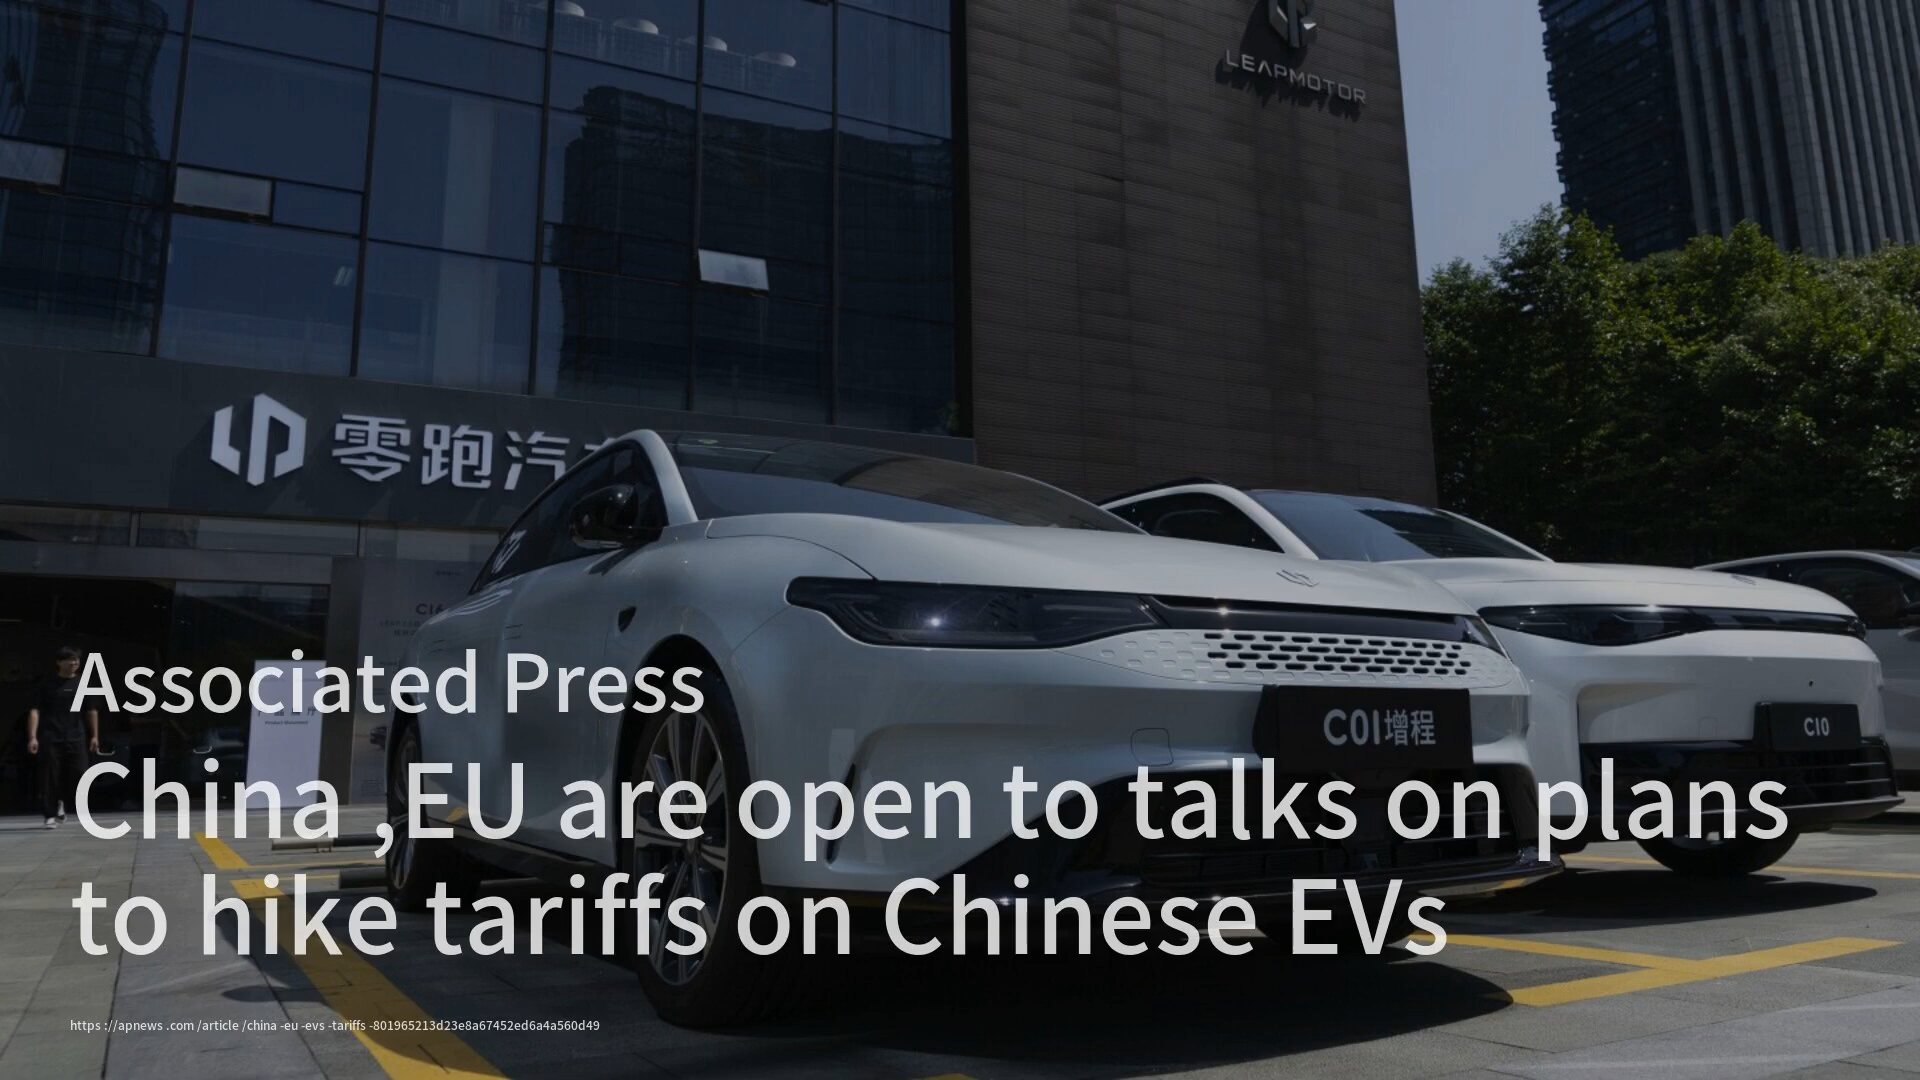 LEAPMOTOR
零跑汽
C01增程
C10
Associated Press
China ,EU are open to talks on plans
to hike tariffs on Chinese EVs
https ://apnews .com /article /china -eu -evs -tariffs -801965213d23e8a67452ed6a4a560d49